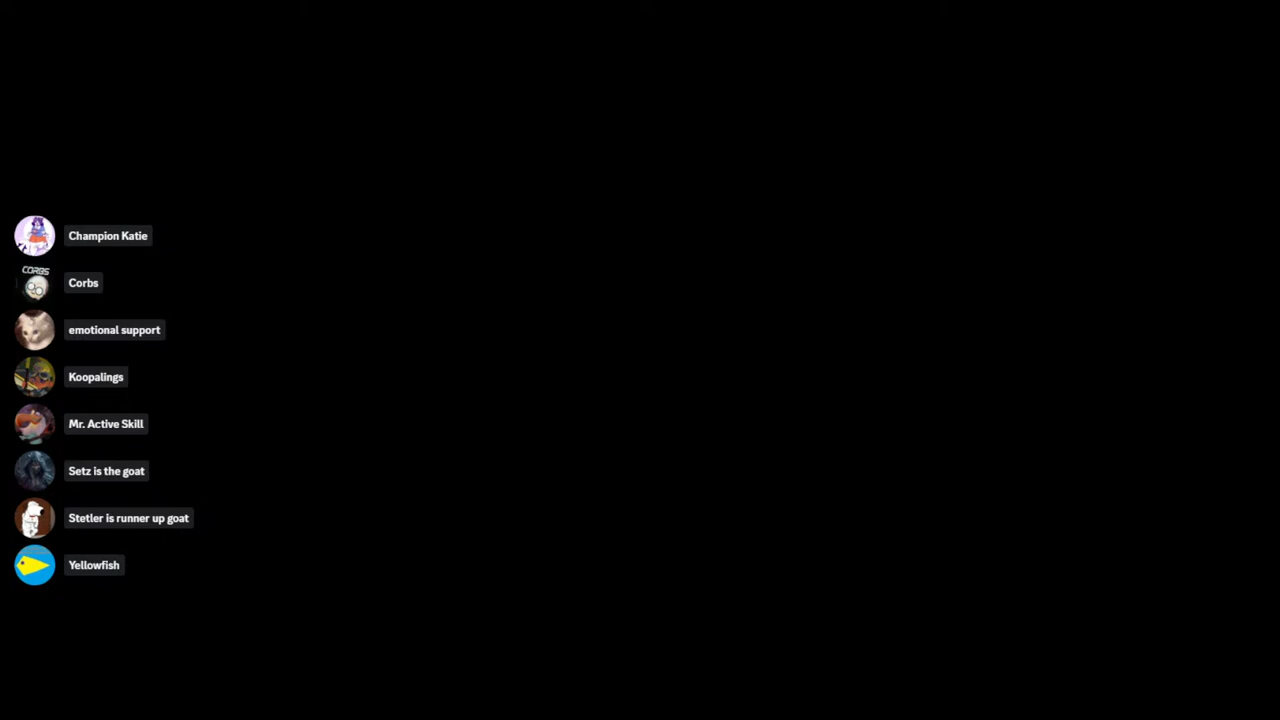 Champion Katie
CORBS
Corbs
emotional support
Koopalings
Mr. Active Skill
Setz is the goat
Stetler is runner up goat
Yellowfish